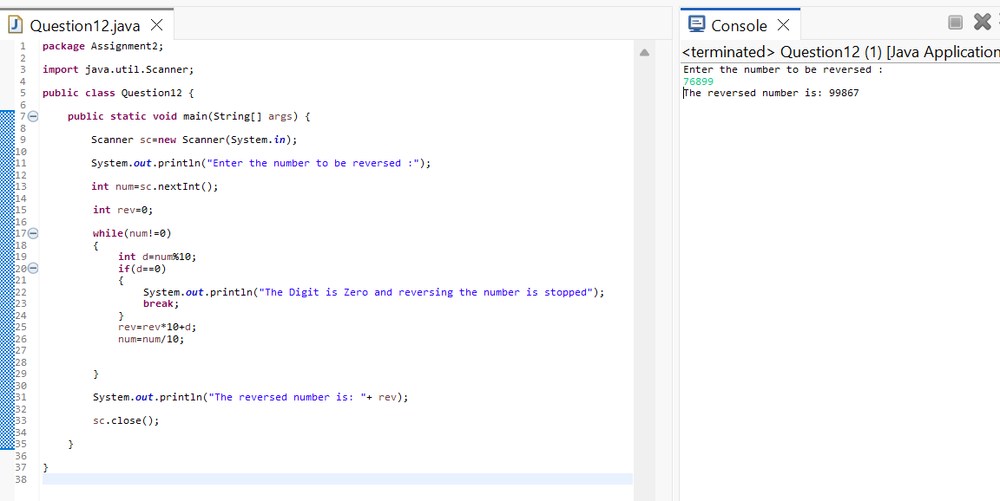 Question12.java
1 package Assignment2;
2
3 import java.util.Scanner;
4
5 public class Question12 {
6
7 public static void main(String[] args) {
8
9 Scanner sc=new Scanner(System.in);
10
11 System.out.println("Enter the number to be reversed :");
12
13 int num=sc.nextInt();
14
15 int rev=0;
16
17 while(num!=0)
18 {
19 int d=num%10;
20 if(d==0)
21 {
22 System.out.println("The Digit is Zero and reversing the number is stopped");
23 break;
24 }
25 rev=rev*10+d;
26 num=num/10;
27
28
29 }
30
31 System.out.println("The reversed number is: "+ rev);
32
33 sc.close();
34
35 }
36
37 }
38
Console
<terminated> Question12 (1) [Java Application
Enter the number to be reversed :
76899
The reversed number is: 99867